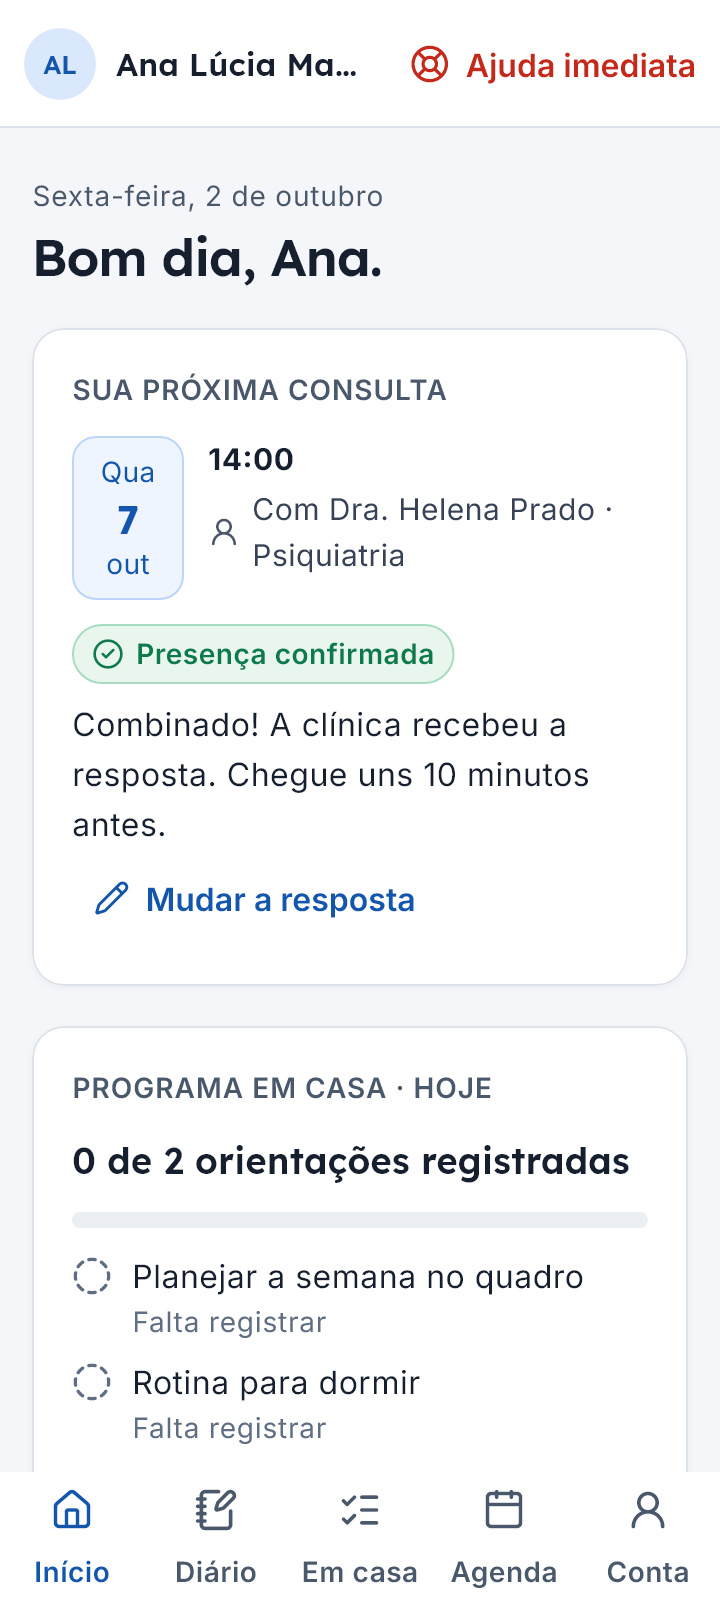 AL
Ana Lúcia Ma...
Ajuda imediata
Sexta-feira, 2 de outubro
Bom dia, Ana.
SUA PRÓXIMA CONSULTA
Qua
7
out
14:00
Com Dra. Helena Prado ·
Psiquiatria
Presença confirmada
Combinado! A clínica recebeu a
resposta. Chegue uns 10 minutos
antes.
Mudar a resposta
PROGRAMA EM CASA · HOJE
0 de 2 orientações registradas
Planejar a semana no quadro
Falta registrar
Rotina para dormir
Falta registrar
Início
Diário
Em casa
Agenda
Conta